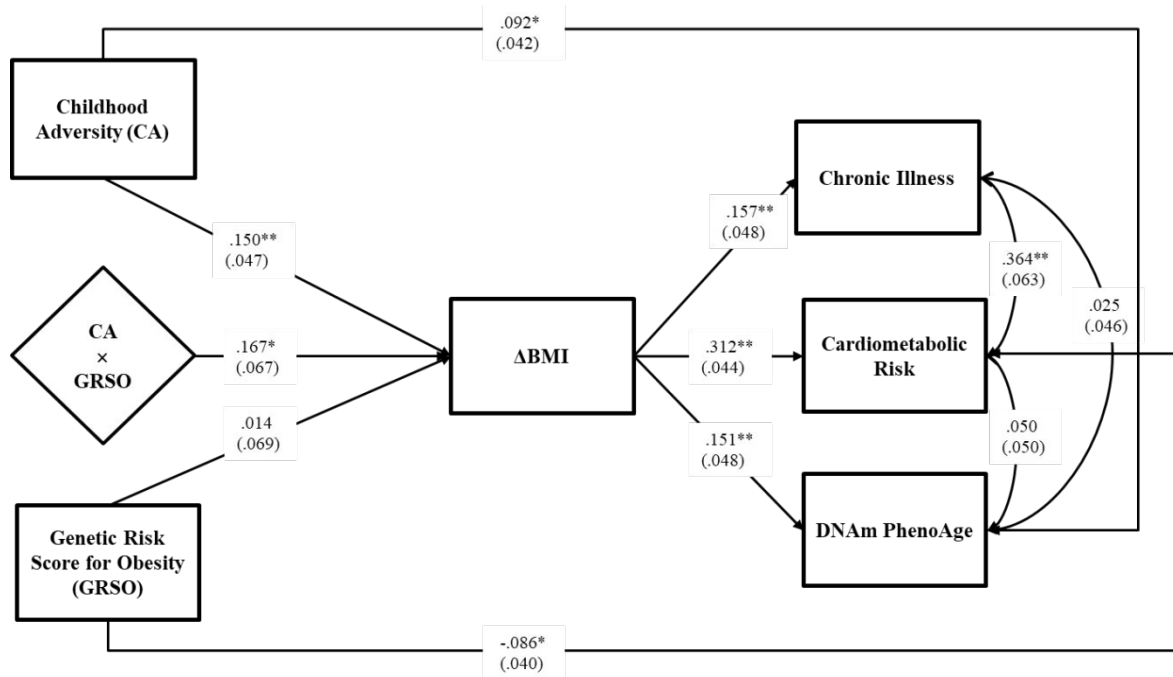 .092*
(.042)
Childhood
Adversity (CA)
Chronic Illness
.157**
(.048)
.150**
(.047)
.364**
(.063)
.025
(.046)
CA
×
GRSO
.167*
(.067)
ΔBMI
.312**
(.044)
Cardiometabolic
Risk
.014
(.069)
.151**
(.048)
.050
(.050)
Genetic Risk
Score for Obesity
(GRSO)
DNAm PhenoAge
-.086*
(.040)